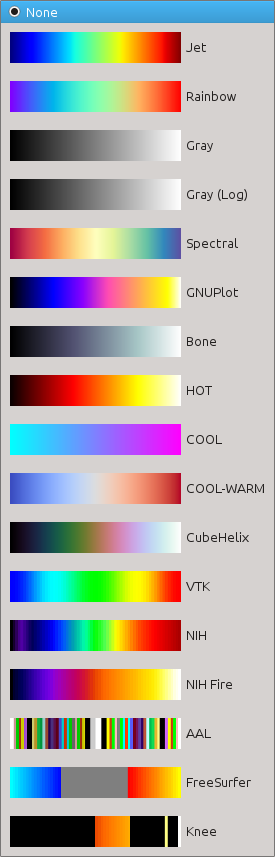 None
Jet
Rainbow
Gray
Gray (Log)
Spectral
GNUPlot
Bone
HOT
COOL
COOL-WARM
CubeHelix
VTK
NIH
NIH Fire
AAL
FreeSurfer
Knee